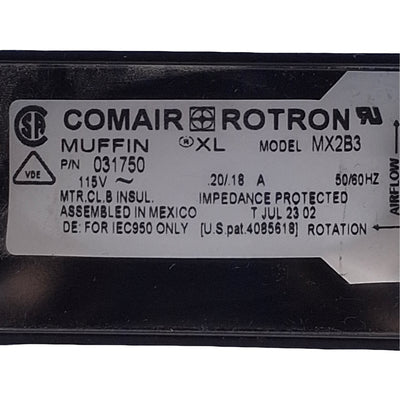 COMAIR ROTRON
MUFFIN ®XL MODEL MX2B3
P/N 031750
VDE
115V ~ .20/.18 A 50/60HZ
MTR.CL.B INSUL. IMPEDANCE PROTECTED
ASSEMBLED IN MEXICO T JUL 23 02
DE: FOR IEC950 ONLY [U.S.pat.4085618] ROTATION
AIRFLOW